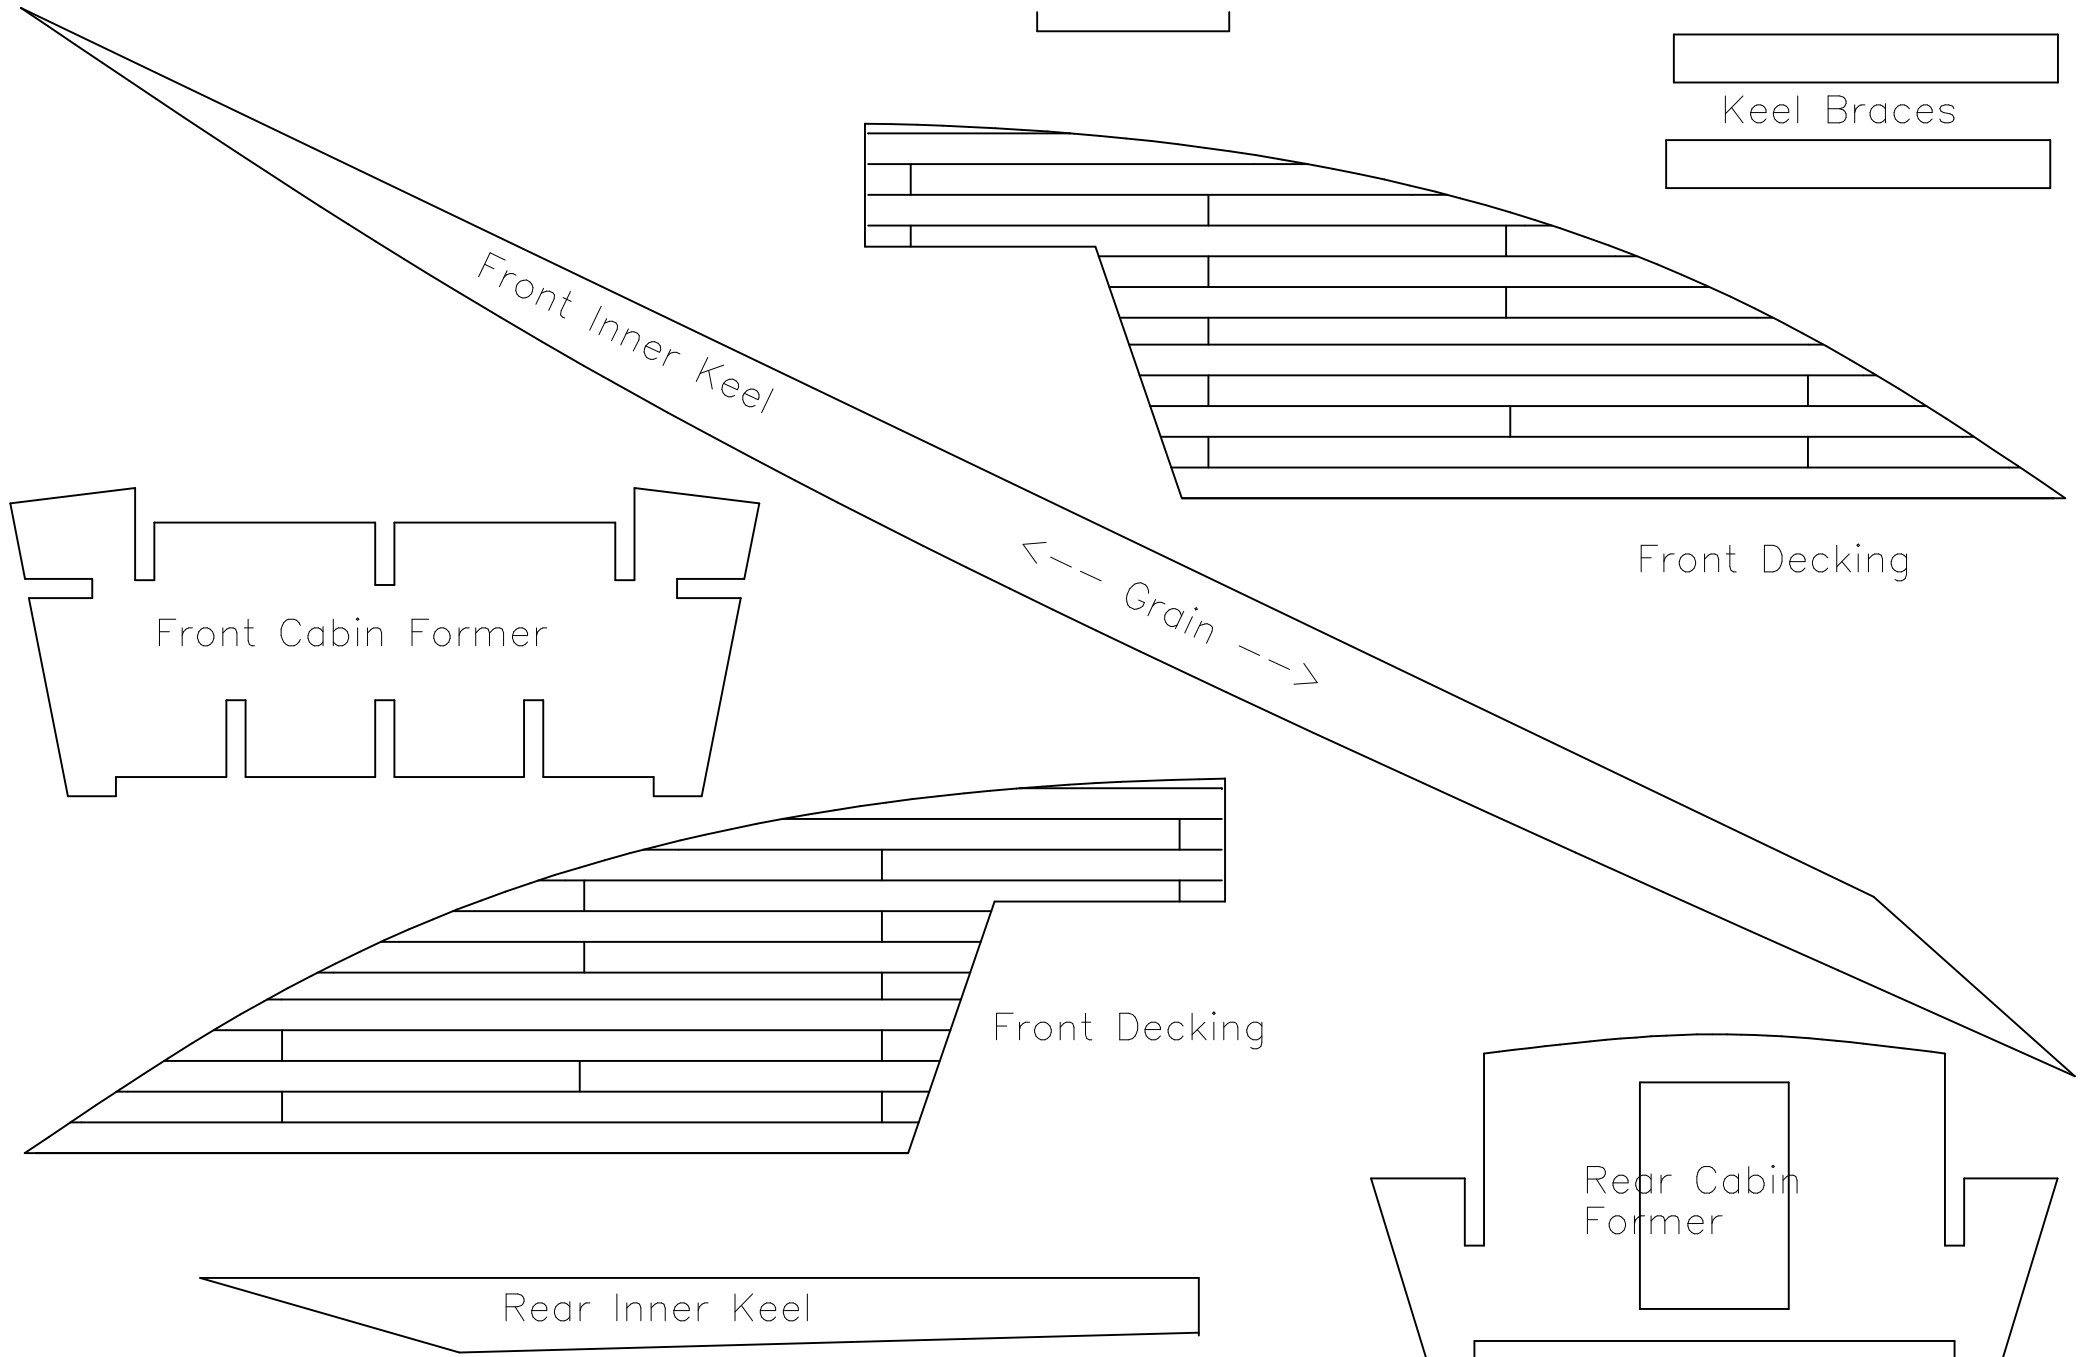 Keel Braces
Front Inner Keel
Front Decking
<-- Grain -->
Front Cabin Former
Front Decking
Rear Cabin
Former
Rear Inner Keel